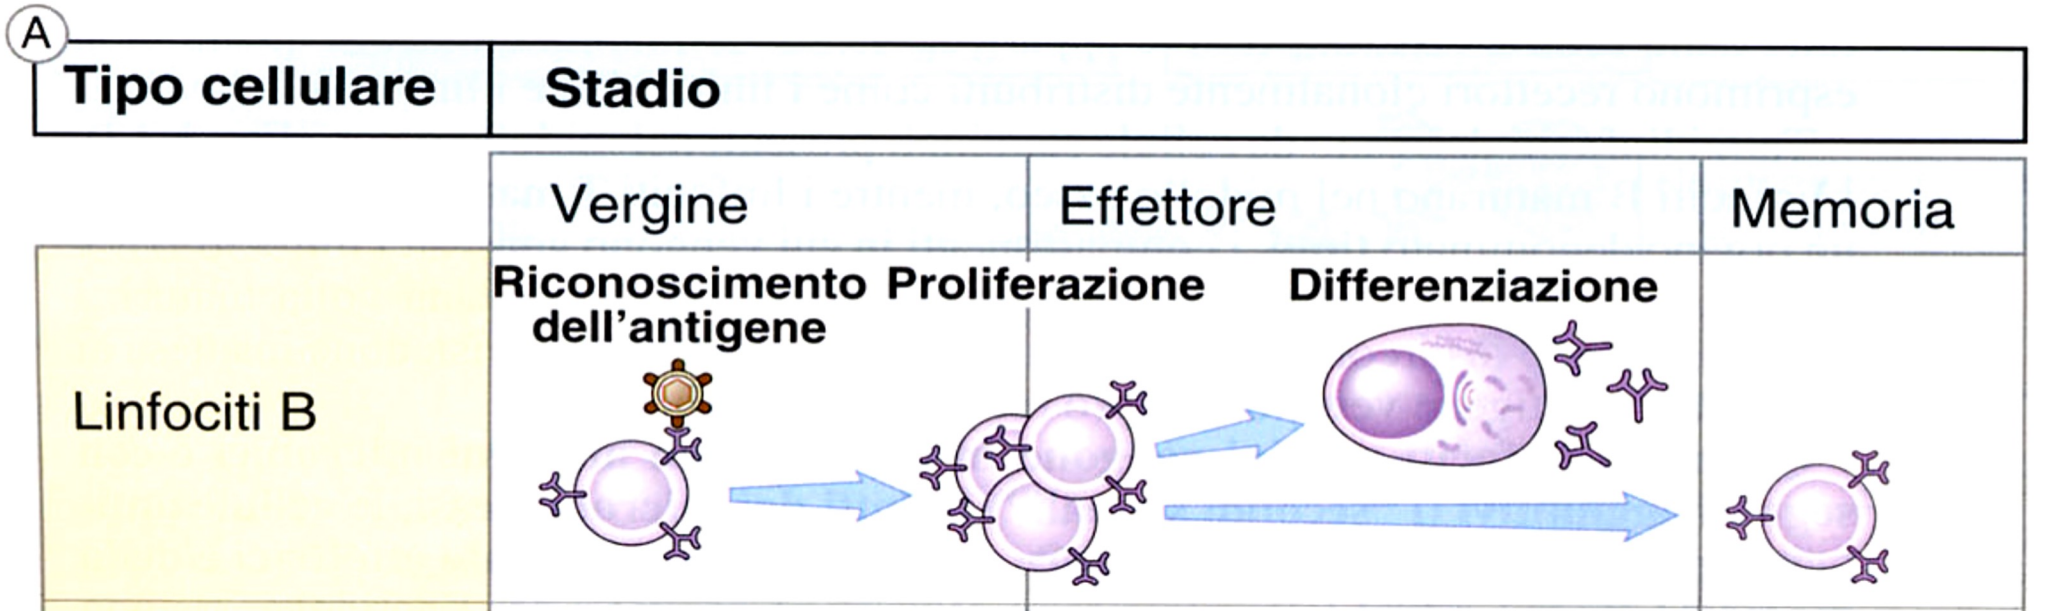 A
Tipo cellulare Stadio
Vergine Effettore Memoria
Riconoscimento dell'antigene Proliferazione Differenziazione
Linfociti B